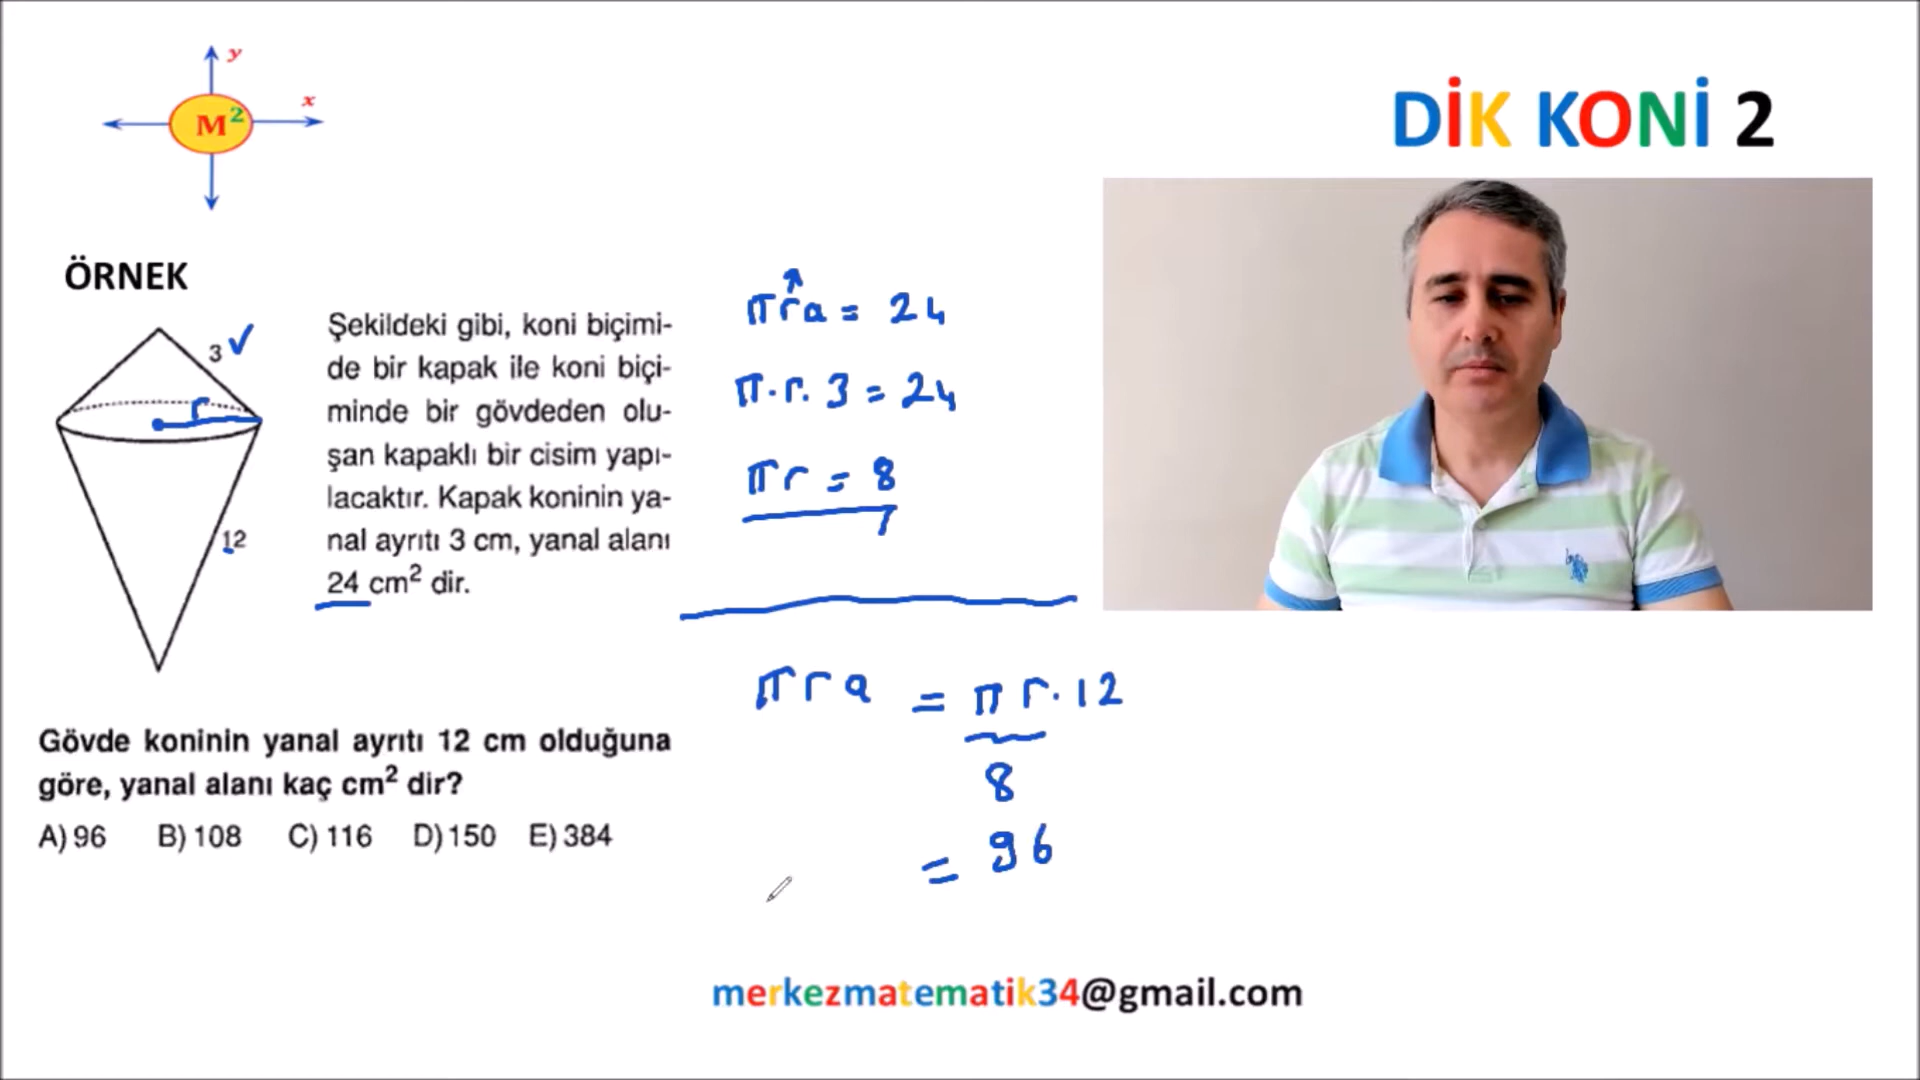 y
x
M²
DİK KONİ 2
ÖRNEK
3
r
12
Şekildeki gibi, koni biçimi-
de bir kapak ile koni biçi-
minde bir gövdeden olu-
şan kapaklı bir cisim yapı-
lacaktır. Kapak koninin ya-
nal ayrıtı 3 cm, yanal alanı
24 cm² dir.
Gövde koninin yanal ayrıtı 12 cm olduğuna
göre, yanal alanı kaç cm² dir?
A) 96 B) 108 C) 116 D) 150 E) 384
πra = 24
π.r.3 = 24
πr = 8
πra = πr.12
8
= 96
merkezmatematik34@gmail.com